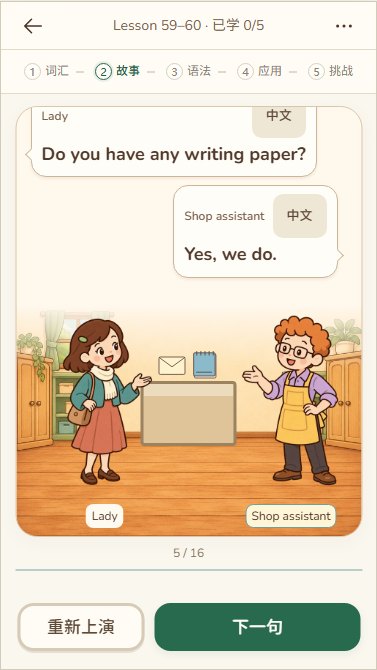 Lesson 59–60 · 已学 0/5
1 词汇 2 故事 3 语法 4 应用 5 挑战
Lady 中文
Do you have any writing paper?
Shop assistant 中文
Yes, we do.
Lady Shop assistant
5 / 16
重新上演 下一句